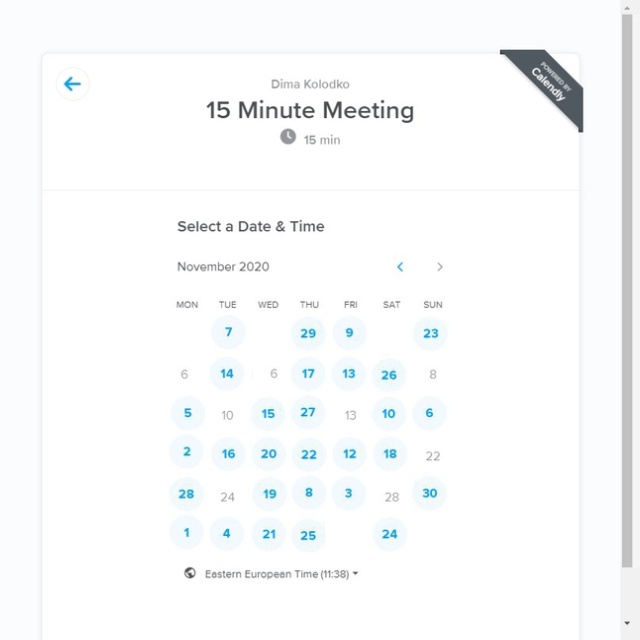 POWERED BY
Calendly
Dima Kolodko
15 Minute Meeting
15 min
Select a Date & Time
November 2020
MON TUE WED THU FRI SAT SUN
7 29 9 23
6 14 6 17 13 26 8
5 10 15 27 13 10 6
2 16 20 22 12 18 22
28 24 19 8 3 28 30
1 4 21 25 24
Eastern European Time (11:38)